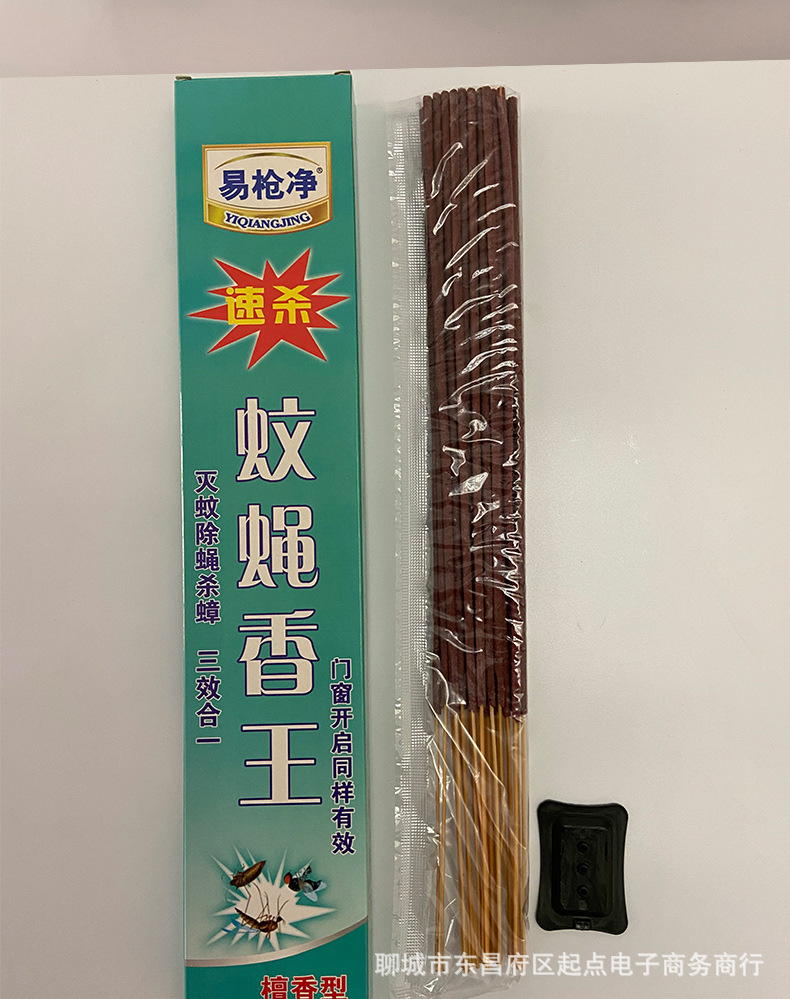 易枪净®
YIQIANGJING
速杀
蚊蝇香王
灭蚊除蝇杀蟑 三效合一
门窗开启同样有效
檀香型
聊城市东昌府区起点电子商务商行